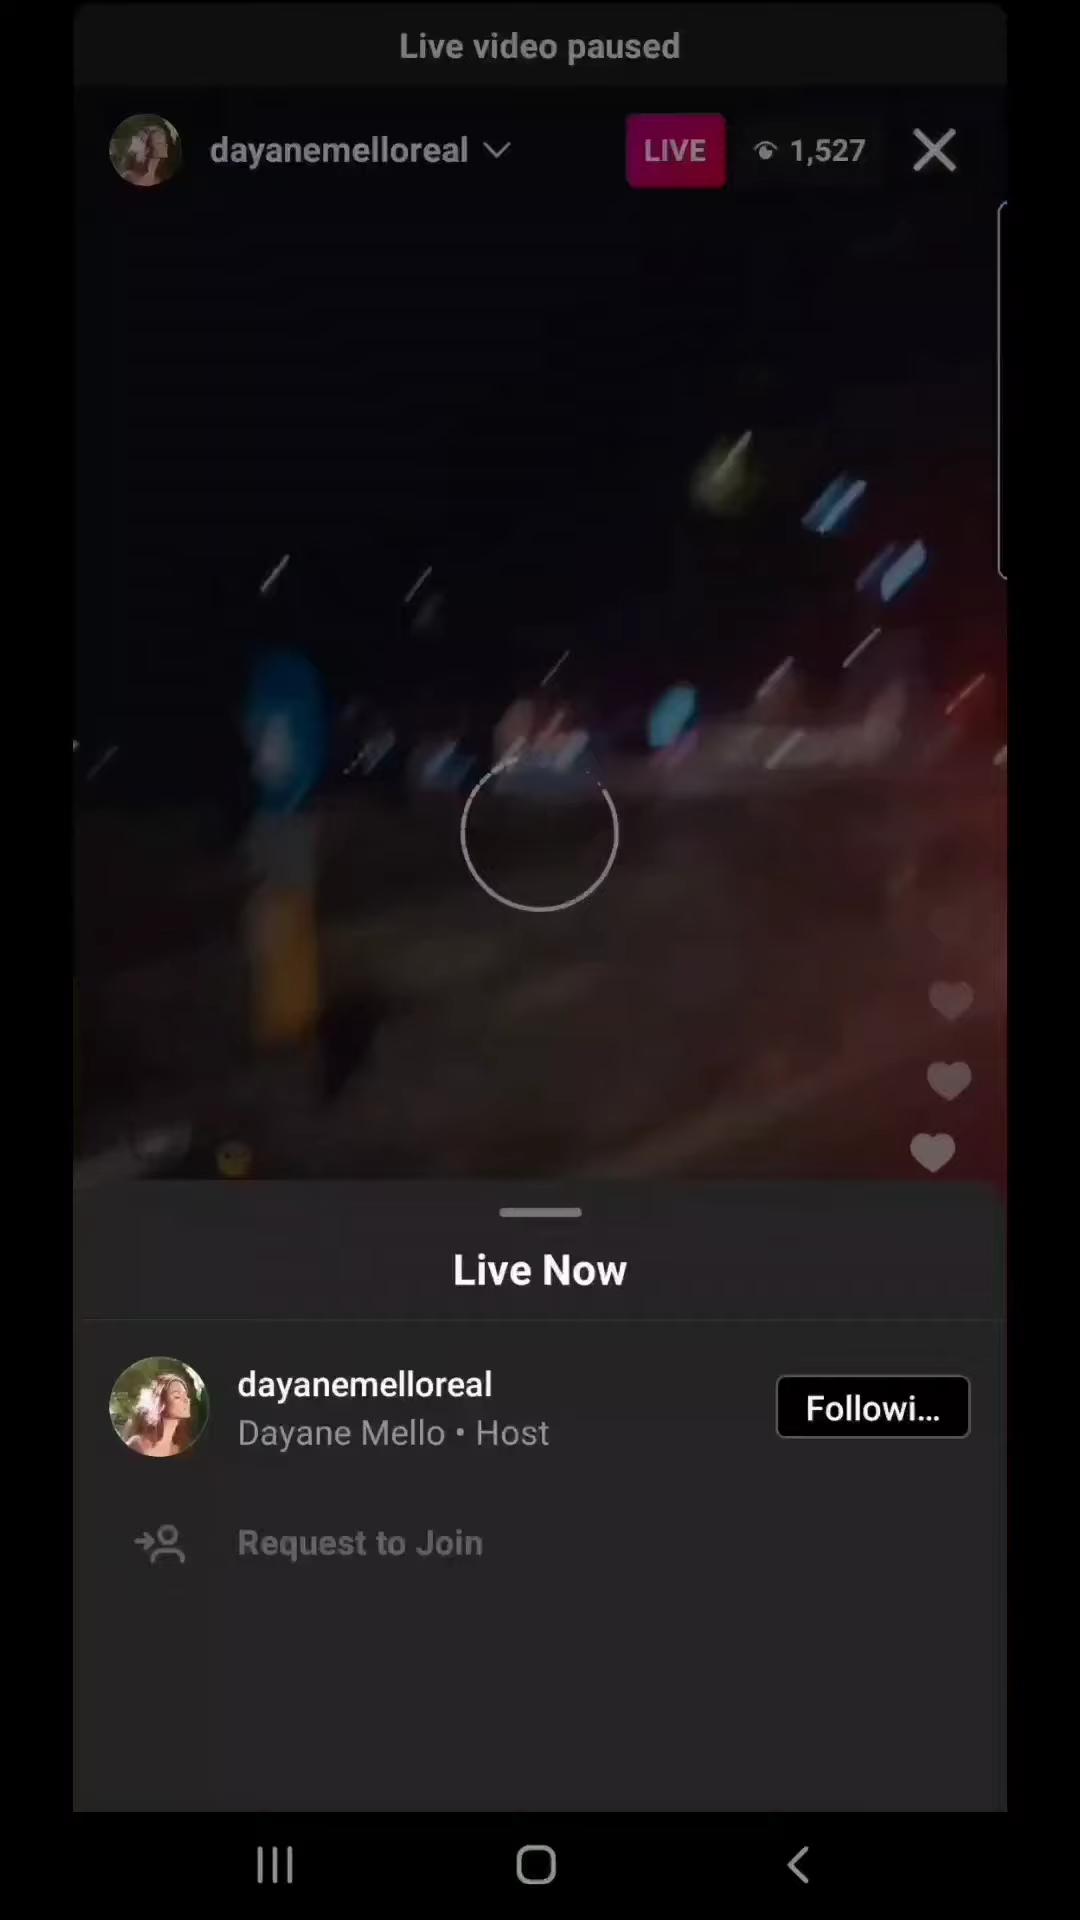 Live video paused
dayanemelloreal
LIVE
1,527
Live Now
dayanemelloreal
Dayane Mello • Host
Followi...
Request to Join